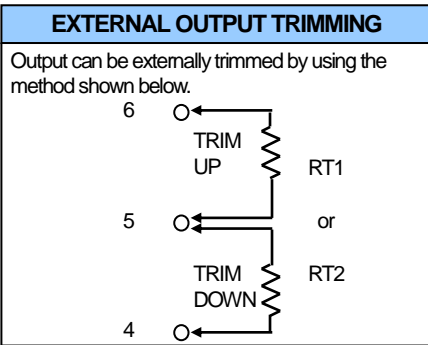 EXTERNAL OUTPUT TRIMMING
Output can be externally trimmed by using the
method shown below.
6
TRIM
UP
RT1
5
or
TRIM
DOWN
RT2
4